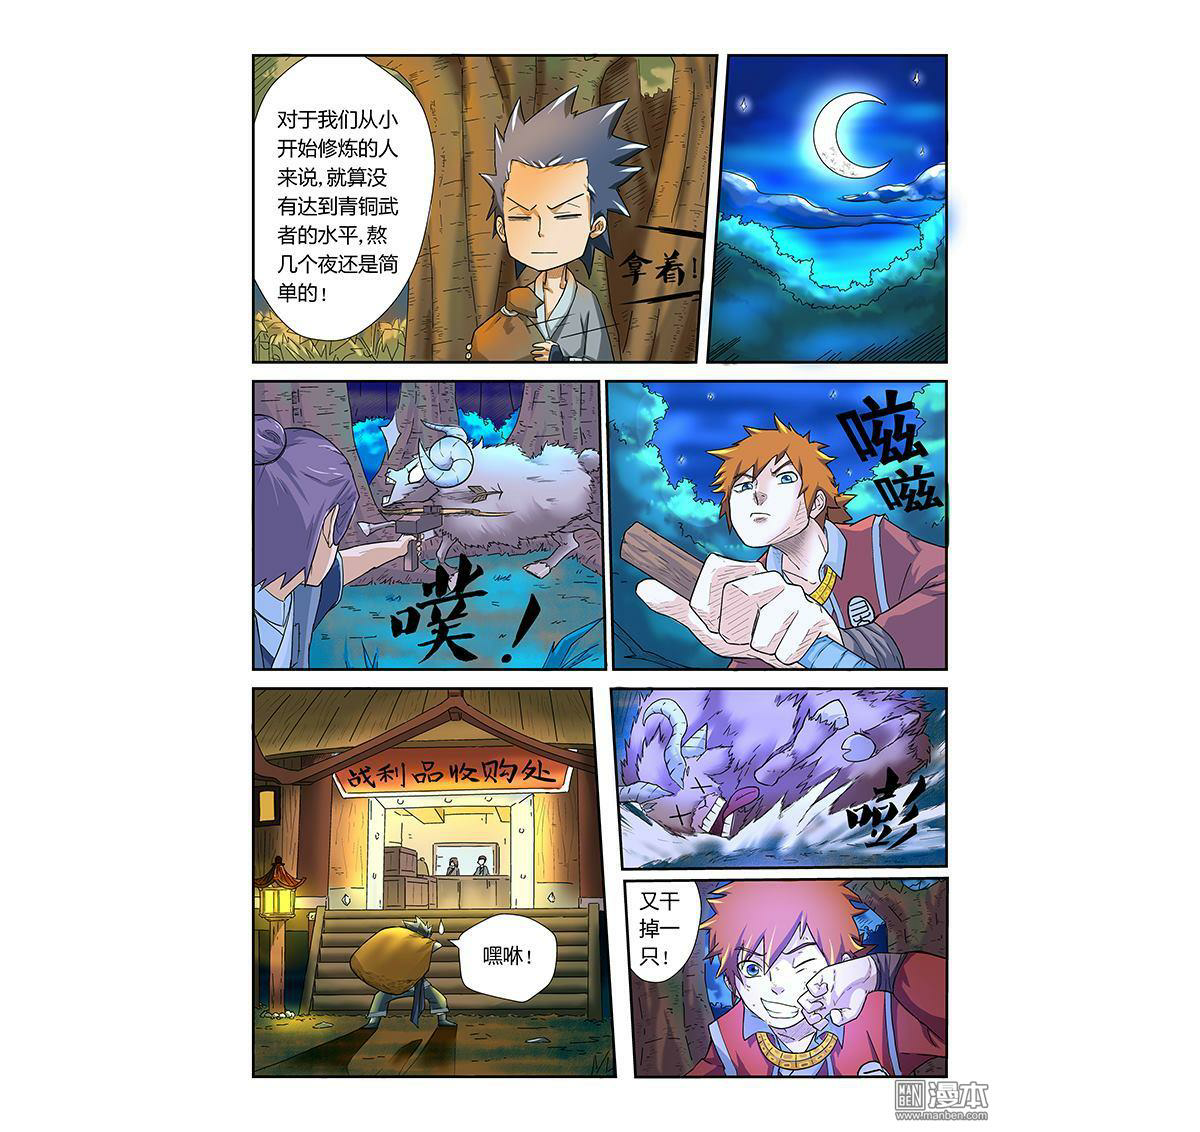 对于我们从小
开始修炼的人
来说,就算没
有达到青铜武
者的水平,熬
几个夜还是简
单的!
拿着!
噗!
嗞
嗞
战利品收购处
嘿咻!
嘭
又干
掉一
只!
灵
MAN
BEN
漫本
www.manben.com